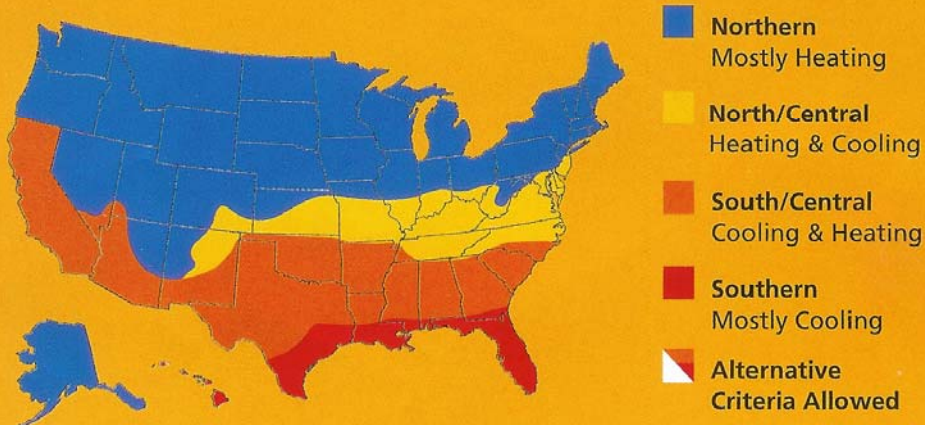 Northern
Mostly Heating
North/Central
Heating & Cooling
South/Central
Cooling & Heating
Southern
Mostly Cooling
Alternative
Criteria Allowed